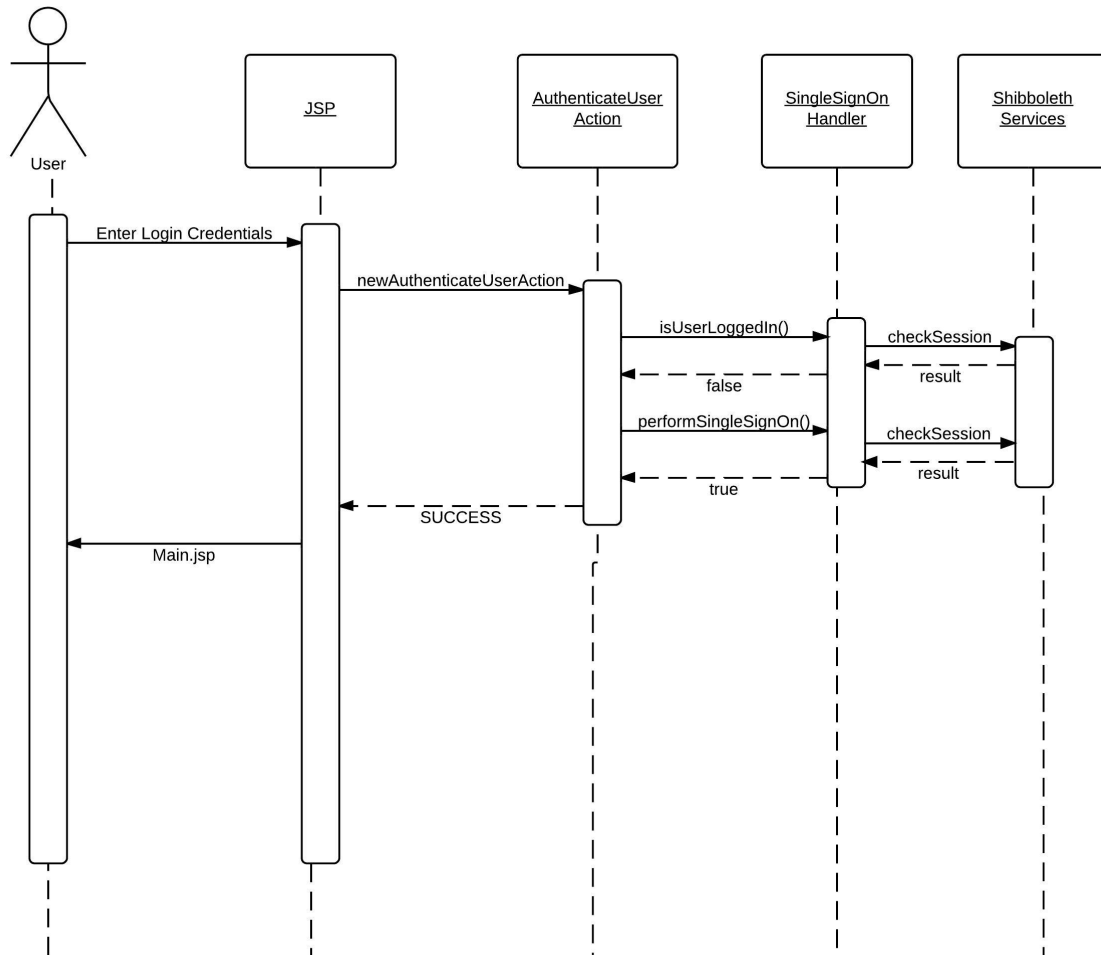 User
JSP
AuthenticateUser
Action
SingleSignOn
Handler
Shibboleth
Services
Enter Login Credentials
newAuthenticateUserAction
isUserLoggedIn()
checkSession
result
false
performSingleSignOn()
checkSession
result
true
SUCCESS
Main.jsp